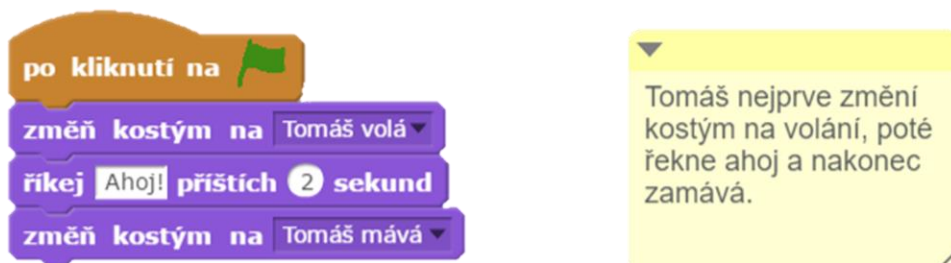 po kliknutí na
změň kostým na Tomáš volá
říkej Ahoj! příštích 2 sekund
změň kostým na Tomáš mává
Tomáš nejprve změní
kostým na volání, poté
řekne ahoj a nakonec
zamává.